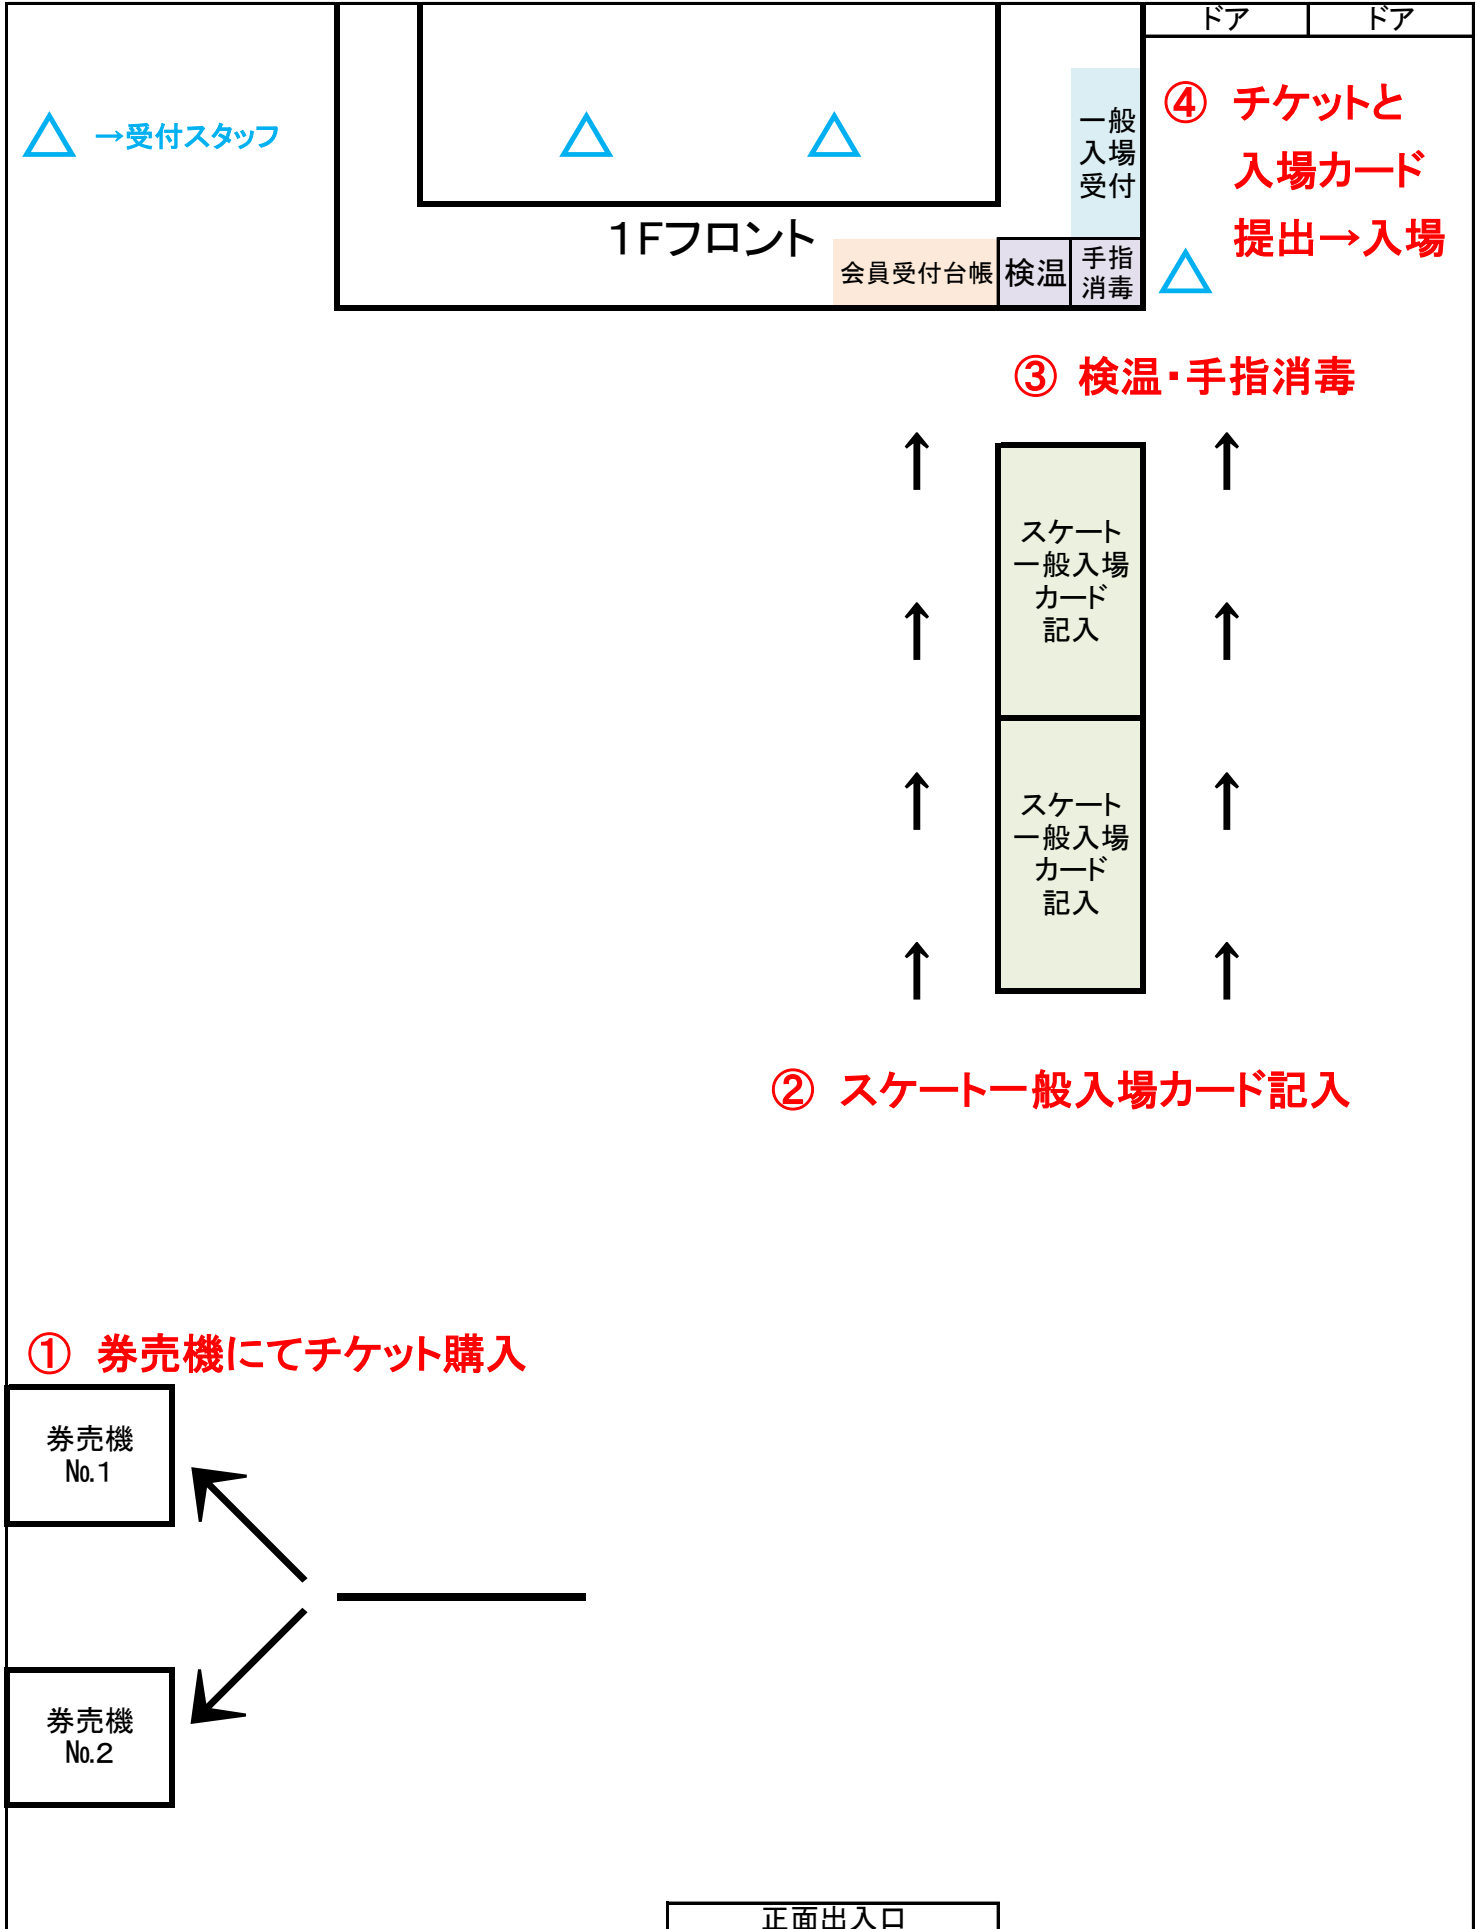 ドア
ドア
→受付スタッフ
一般
入場
受付
④ チケットと
入場カード
提出→入場
1Fフロント
会員受付台帳
検温
手指
消毒
③ 検温・手指消毒
↑
↑
スケート
一般入場
カード
記入
↑
↑
スケート
一般入場
カード
記入
↑
↑
↑
↑
② スケート一般入場カード記入
① 券売機にてチケット購入
券売機
№1
券売機
№2
正面出入口